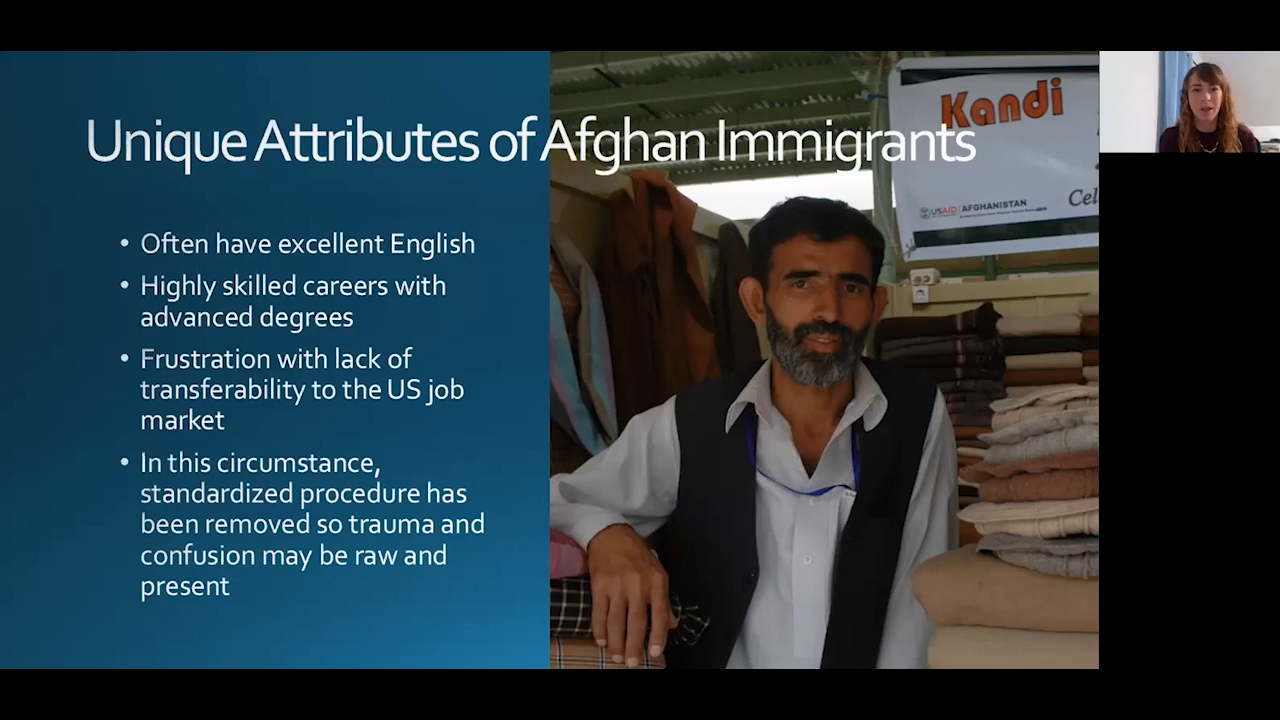 Unique Attributes of Afghan Immigrants
• Often have excellent English
• Highly skilled careers with
advanced degrees
• Frustration with lack of
transferability to the US job
market
• In this circumstance,
standardized procedure has
been removed so trauma and
confusion may be raw and
present
Kandi
USAID AFGHANISTAN
Cel